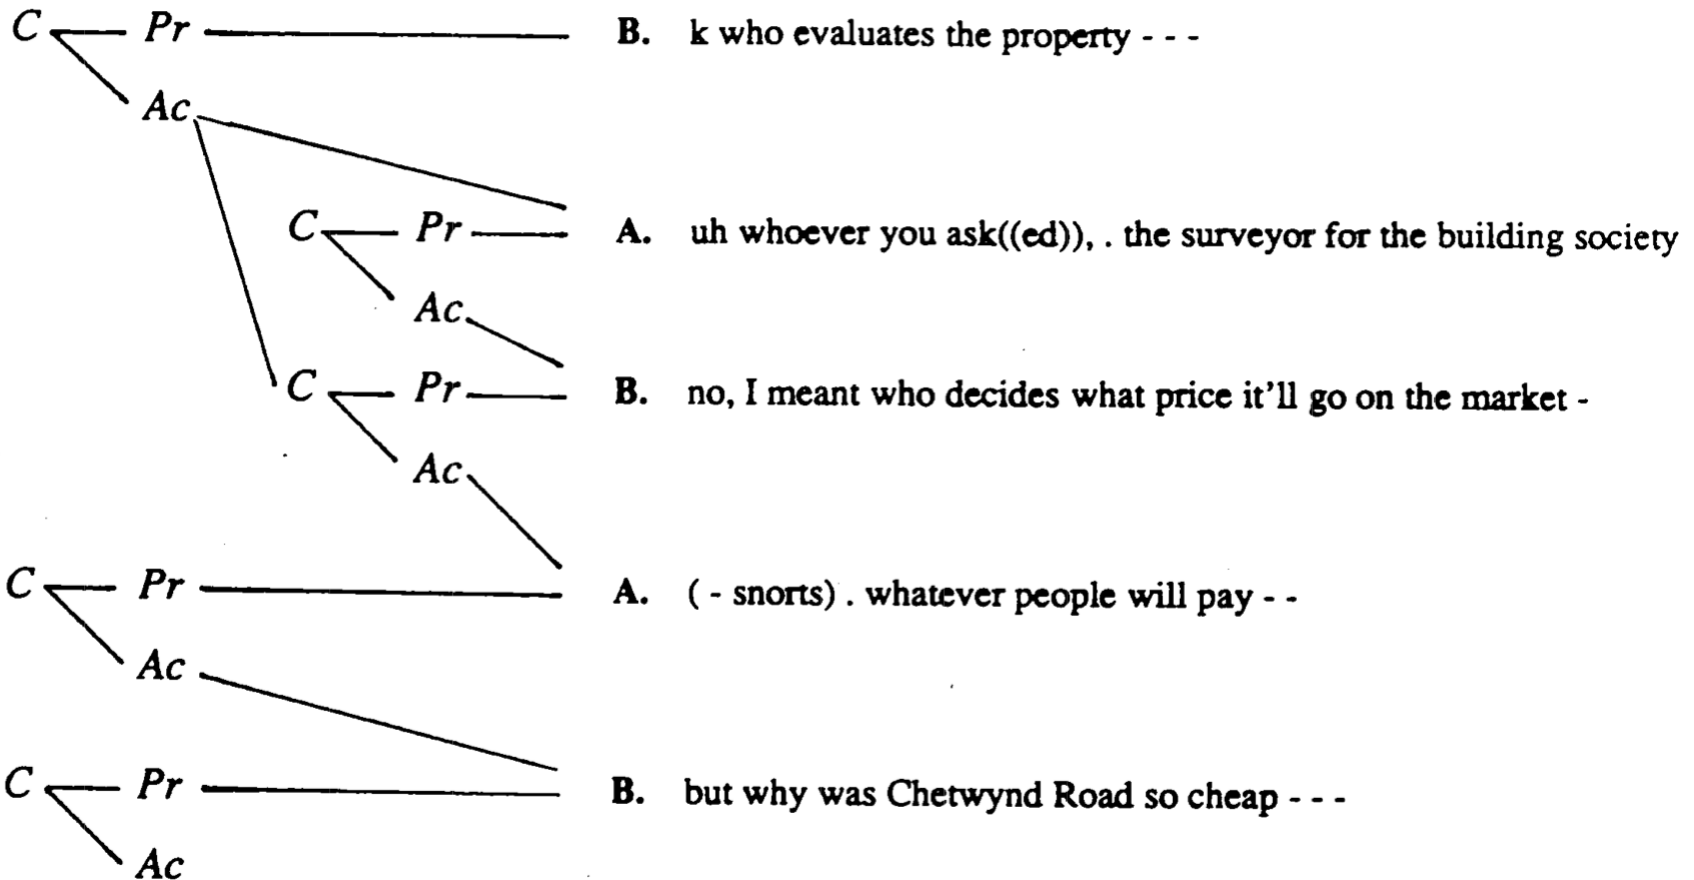 C Pr B. k who evaluates the property - - -
Ac
C Pr A. uh whoever you ask((ed)), . the surveyor for the building society
Ac
C Pr B. no, I meant who decides what price it'll go on the market -
Ac
C Pr A. ( - snorts) . whatever people will pay - -
Ac
C Pr B. but why was Chetwynd Road so cheap - - -
Ac